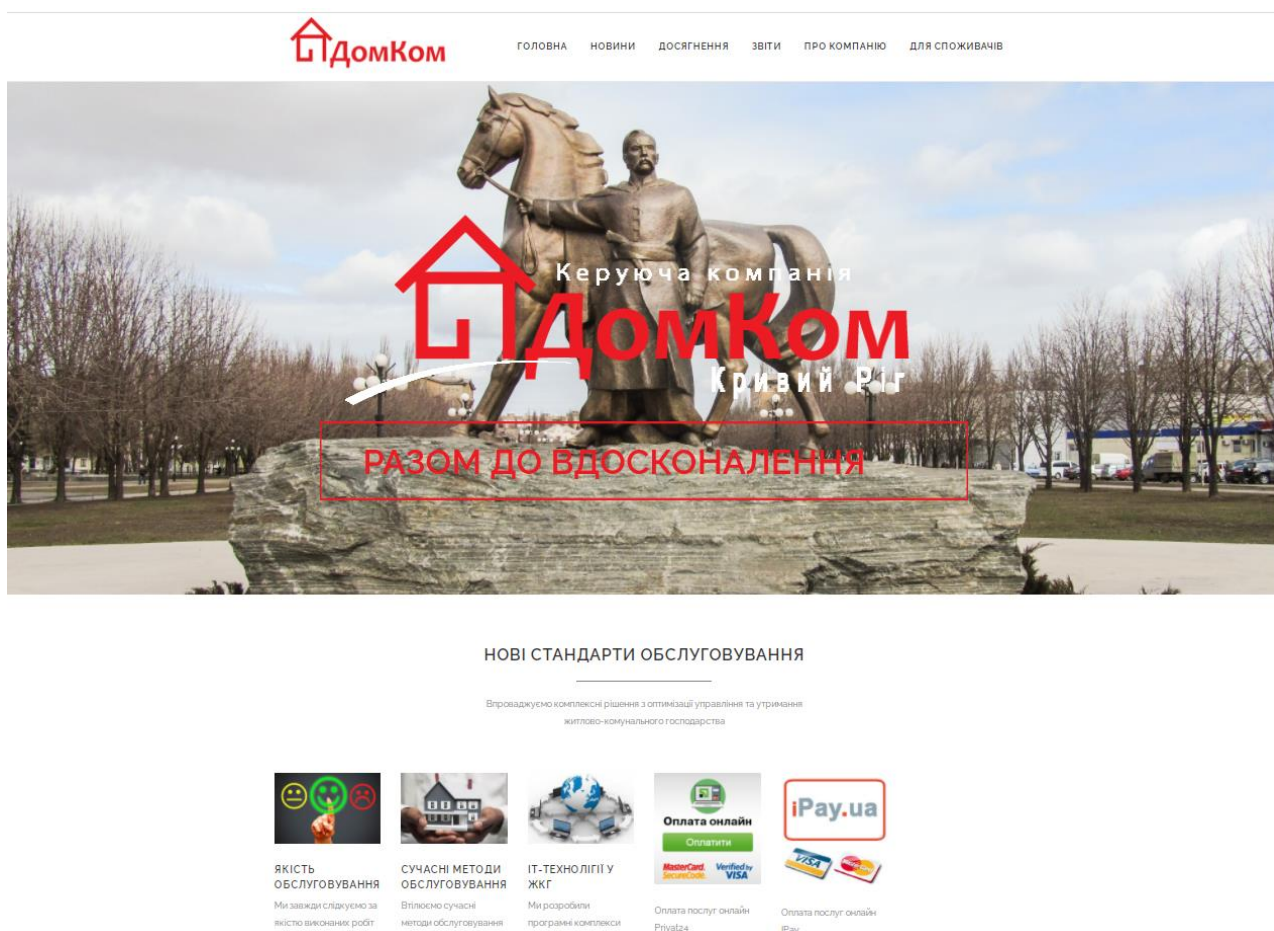 ДомКом
ГОЛОВНА НОВИНИ ДОСЯГНЕННЯ ЗВІТИ ПРО КОМПАНІЮ ДЛЯ СПОЖИВАЧІВ
Керуюча компанія
ДомКом
Кривий Ріг
РАЗОМ ДО ВДОСКОНАЛЕННЯ
НОВІ СТАНДАРТИ ОБСЛУГОВУВАННЯ
Впроваджуємо комплексні рішення з оптимізації управління та утримання
житлово-комунального господарства
ЯКІСТЬ
ОБСЛУГОВУВАННЯ
Ми завжди слідкуємо за
якістю виконаних робіт
СУЧАСНІ МЕТОДИ
ОБСЛУГОВУВАННЯ
Втілюємо сучасні
методи обслуговування
ІТ-ТЕХНОЛІГІЇ У
ЖКГ
Ми розробили
програмні комплекси
Оплата онлайн
Оплатити
MasterCard. Verified by
SecureCode. VISA
Оплата послуг онлайн
Privat24
iPay.ua
VISA
Оплата послуг онлайн
IPay